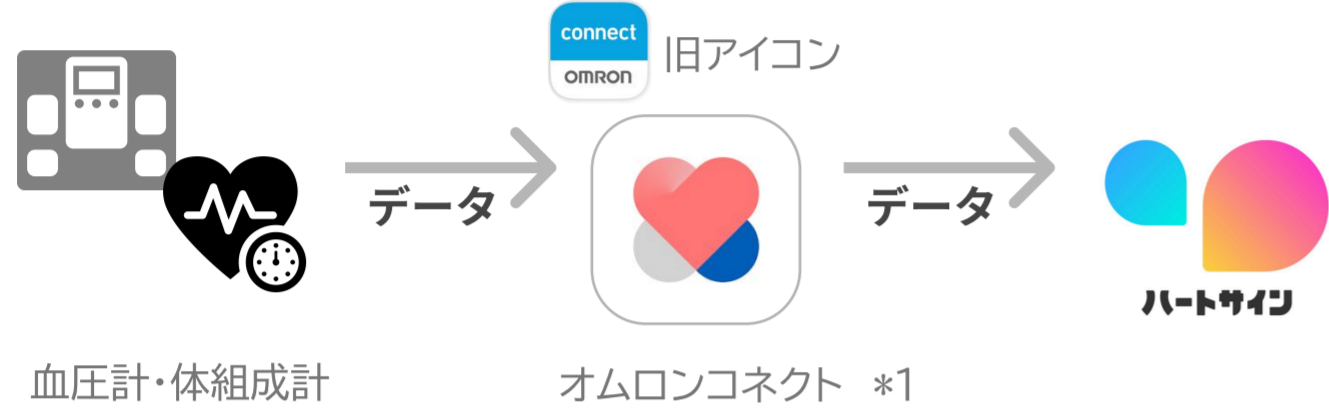 connect
OMRON
旧アイコン
データ
データ
ハートサイン
血圧計・体組成計
オムロンコネクト *1